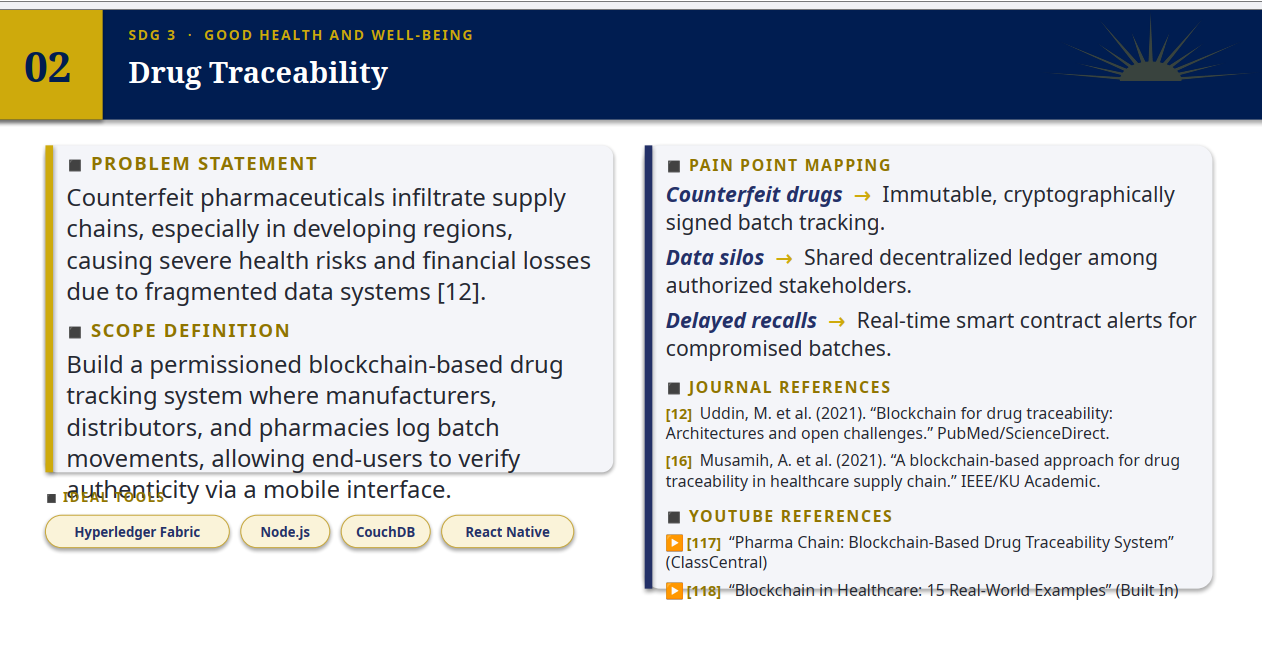 02
SDG 3 · GOOD HEALTH AND WELL-BEING
Drug Traceability
PROBLEM STATEMENT
Counterfeit pharmaceuticals infiltrate supply
chains, especially in developing regions,
causing severe health risks and financial losses
due to fragmented data systems [12].
SCOPE DEFINITION
Build a permissioned blockchain-based drug
tracking system where manufacturers,
distributors, and pharmacies log batch
movements, allowing end-users to verify
authenticity via a mobile interface.
IDEAL TOOLS
Hyperledger Fabric
Node.js
CouchDB
React Native
PAIN POINT MAPPING
Counterfeit drugs → Immutable, cryptographically
signed batch tracking.
Data silos → Shared decentralized ledger among
authorized stakeholders.
Delayed recalls → Real-time smart contract alerts for
compromised batches.
JOURNAL REFERENCES
[12] Uddin, M. et al. (2021). “Blockchain for drug traceability:
Architectures and open challenges.” PubMed/ScienceDirect.
[16] Musamih, A. et al. (2021). “A blockchain-based approach for drug
traceability in healthcare supply chain.” IEEE/KU Academic.
YOUTUBE REFERENCES
[117] “Pharma Chain: Blockchain-Based Drug Traceability System”
(ClassCentral)
[118] “Blockchain in Healthcare: 15 Real-World Examples” (Built In)